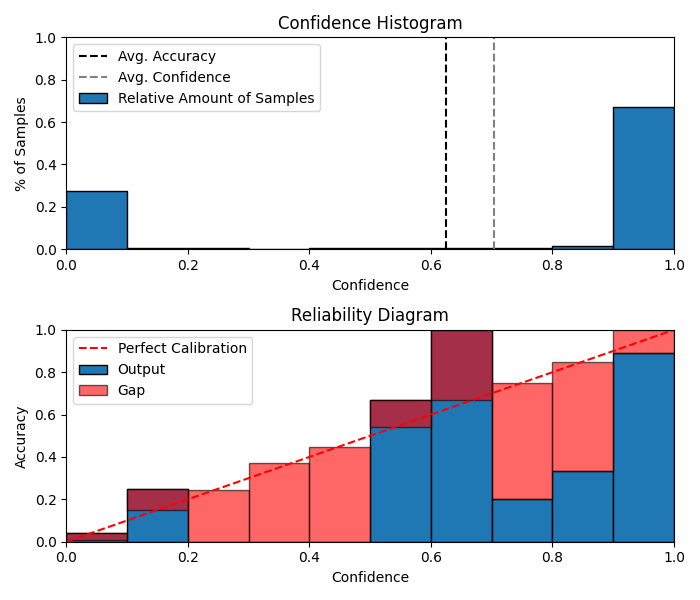 Confidence Histogram
1.0
0.8
0.6
0.4
0.2
0.0
% of Samples
Avg. Accuracy
Avg. Confidence
Relative Amount of Samples
0.0 0.2 0.4 0.6 0.8 1.0
Confidence
Reliability Diagram
1.0
0.8
0.6
0.4
0.2
0.0
Accuracy
Perfect Calibration
Output
Gap
0.0 0.2 0.4 0.6 0.8 1.0
Confidence